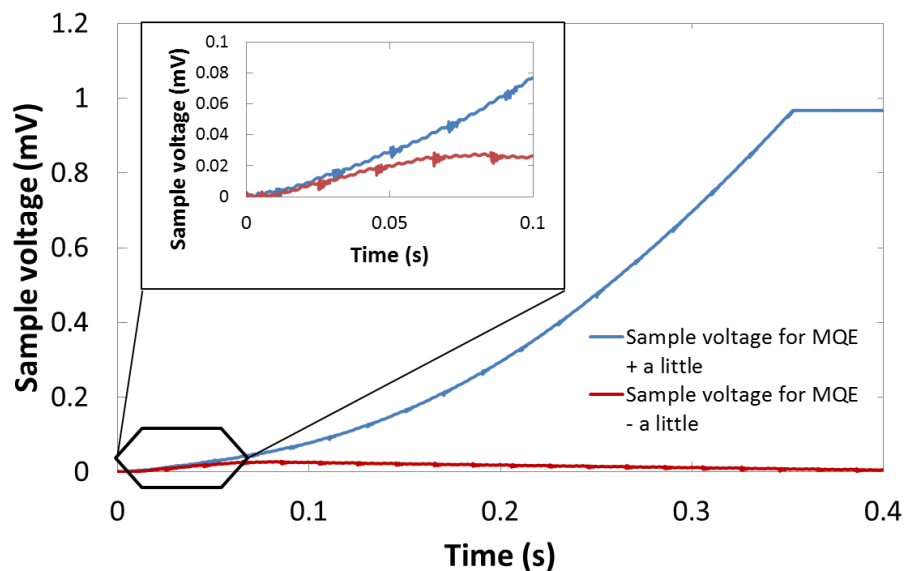 1.2
1
0.8
0.6
0.4
0.2
0
Sample voltage (mV)
0
0.1
0.2
0.3
0.4
Time (s)
0.1
0.08
0.06
0.04
0.02
0
Sample voltage (mV)
0
0.05
0.1
Time (s)
Sample voltage for MQE
+ a little
Sample voltage for MQE
- a little